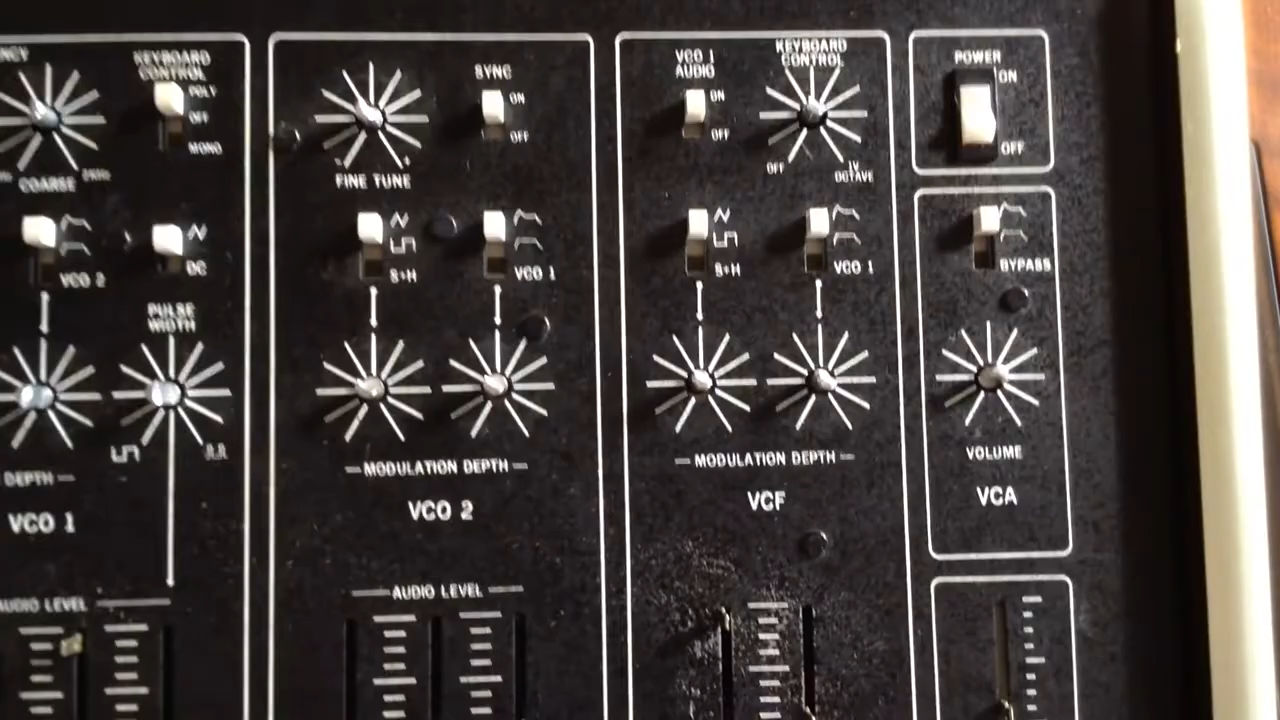 NCY
KEYBOARD
CONTROL
POLY
OFF
MONO
COARSE
VCO 2
DC
PULSE
WIDTH
DEPTH
VCO 1
AUDIO LEVEL
SYNC
ON
OFF
- +
FINE TUNE
S+H
VCO 1
MODULATION DEPTH
VCO 2
AUDIO LEVEL
VCO 1
AUDIO
ON
OFF
KEYBOARD
CONTROL
OFF
1V
OCTAVE
S+H
VCO 1
MODULATION DEPTH
VCF
POWER
ON
OFF
BYPASS
VOLUME
VCA